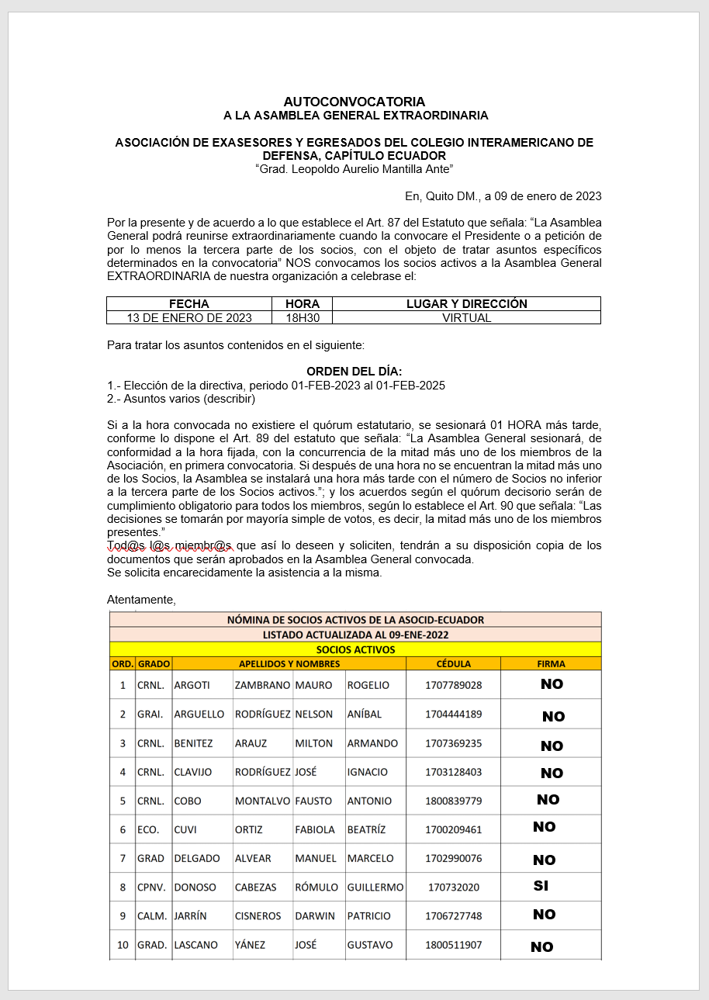 AUTOCONVOCATORIA
A LA ASAMBLEA GENERAL EXTRAORDINARIA
ASOCIACIÓN DE EXASESORES Y EGRESADOS DEL COLEGIO INTERAMERICANO DE
DEFENSA, CAPÍTULO ECUADOR
“Grad. Leopoldo Aurelio Mantilla Ante”
En, Quito DM., a 09 de enero de 2023
Por la presente y de acuerdo a lo que establece el Art. 87 del Estatuto que señala: “La Asamblea
General podrá reunirse extraordinariamente cuando la convocare el Presidente o a petición de
por lo menos la tercera parte de los socios, con el objeto de tratar asuntos específicos
determinados en la convocatoria” NOS convocamos los socios activos a la Asamblea General
EXTRAORDINARIA de nuestra organización a celebrase el:
FECHA HORA LUGAR Y DIRECCIÓN
13 DE ENERO DE 2023 18H30 VIRTUAL
Para tratar los asuntos contenidos en el siguiente:
ORDEN DEL DÍA:
1.- Elección de la directiva, periodo 01-FEB-2023 al 01-FEB-2025
2.- Asuntos varios (describir)
Si a la hora convocada no existiere el quórum estatutario, se sesionará 01 HORA más tarde,
conforme lo dispone el Art. 89 del estatuto que señala: “La Asamblea General sesionará, de
conformidad a la hora fijada, con la concurrencia de la mitad más uno de los miembros de la
Asociación, en primera convocatoria. Si después de una hora no se encuentran la mitad más uno
de los Socios, la Asamblea se instalará una hora más tarde con el número de Socios no inferior
a la tercera parte de los Socios activos.”; y los acuerdos según el quórum decisorio serán de
cumplimiento obligatorio para todos los miembros, según lo establece el Art. 90 que señala: “Las
decisiones se tomarán por mayoría simple de votos, es decir, la mitad más uno de los miembros
presentes.”
Tod@s l@s miembr@s que así lo deseen y soliciten, tendrán a su disposición copia de los
documentos que serán aprobados en la Asamblea General convocada.
Se solicita encarecidamente la asistencia a la misma.
Atentamente,
NÓMINA DE SOCIOS ACTIVOS DE LA ASOCID-ECUADOR
LISTADO ACTUALIZADA AL 09-ENE-2022
SOCIOS ACTIVOS
ORD. GRADO APELLIDOS Y NOMBRES CÉDULA FIRMA
1 CRNL. ARGOTI ZAMBRANO MAURO ROGELIO 1707789028 NO
2 GRAI. ARGUELLO RODRÍGUEZ NELSON ANÍBAL 1704444189 NO
3 CRNL. BENITEZ ARAUZ MILTON ARMANDO 1707369235 NO
4 CRNL. CLAVIJO RODRÍGUEZ JOSÉ IGNACIO 1703128403 NO
5 CRNL. COBO MONTALVO FAUSTO ANTONIO 1800839779 NO
6 ECO. CUVI ORTIZ FABIOLA BEATRÍZ 1700209461 NO
7 GRAD DELGADO ALVEAR MANUEL MARCELO 1702990076 NO
8 CPNV. DONOSO CABEZAS RÓMULO GUILLERMO 170732020 SI
9 CALM. JARRÍN CISNEROS DARWIN PATRICIO 1706727748 NO
10 GRAD. LASCANO YÁNEZ JOSÉ GUSTAVO 1800511907 NO